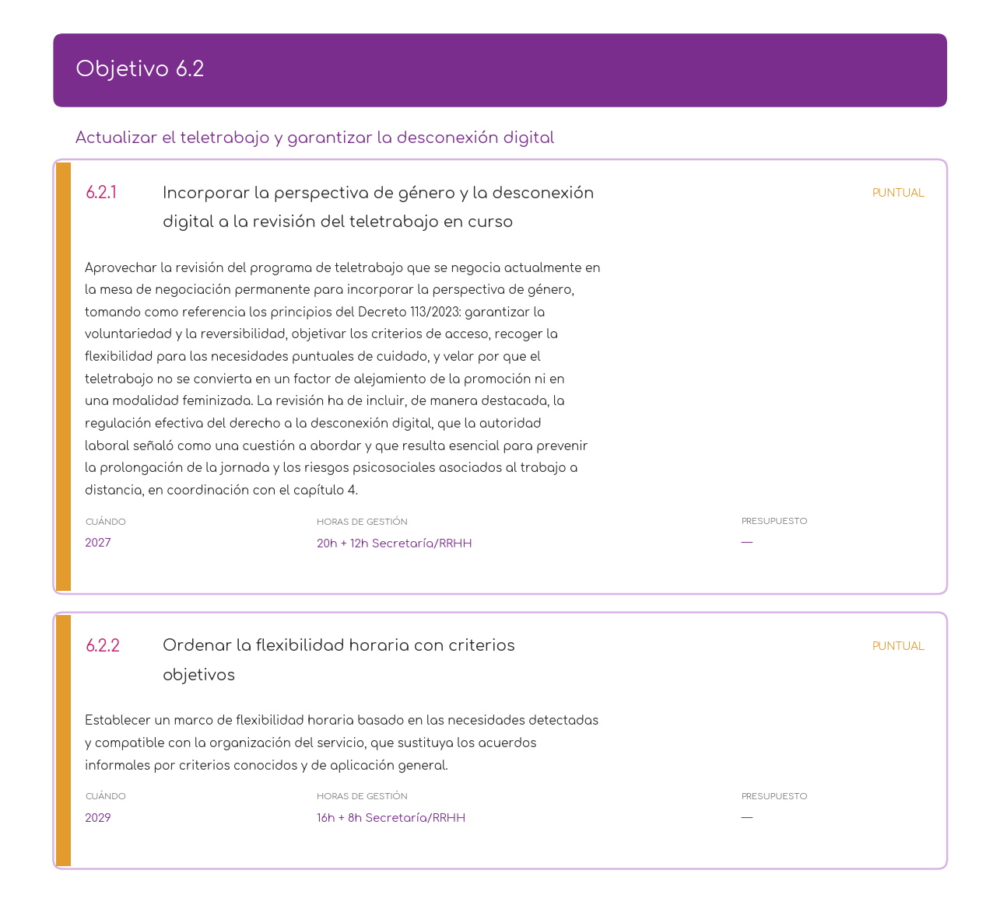 Objetivo 6.2
Actualizar el teletrabajo y garantizar la desconexión digital
6.2.1 Incorporar la perspectiva de género y la desconexión PUNTUAL
digital a la revisión del teletrabajo en curso
Aprovechar la revisión del programa de teletrabajo que se negocia actualmente en
la mesa de negociación permanente para incorporar la perspectiva de género,
tomando como referencia los principios del Decreto 113/2023: garantizar la
voluntariedad y la reversibilidad, objetivar los criterios de acceso, recoger la
flexibilidad para las necesidades puntuales de cuidado, y velar por que el
teletrabajo no se convierta en un factor de alejamiento de la promoción ni en
una modalidad feminizada. La revisión ha de incluir, de manera destacada, la
regulación efectiva del derecho a la desconexión digital, que la autoridad
laboral señaló como una cuestión a abordar y que resulta esencial para prevenir
la prolongación de la jornada y los riesgos psicosociales asociados al trabajo a
distancia, en coordinación con el capítulo 4.
CUÁNDO HORAS DE GESTIÓN PRESUPUESTO
2027 20h + 12h Secretaría/RRHH —
6.2.2 Ordenar la flexibilidad horaria con criterios PUNTUAL
objetivos
Establecer un marco de flexibilidad horaria basado en las necesidades detectadas
y compatible con la organización del servicio, que sustituya los acuerdos
informales por criterios conocidos y de aplicación general.
CUÁNDO HORAS DE GESTIÓN PRESUPUESTO
2029 16h + 8h Secretaría/RRHH —